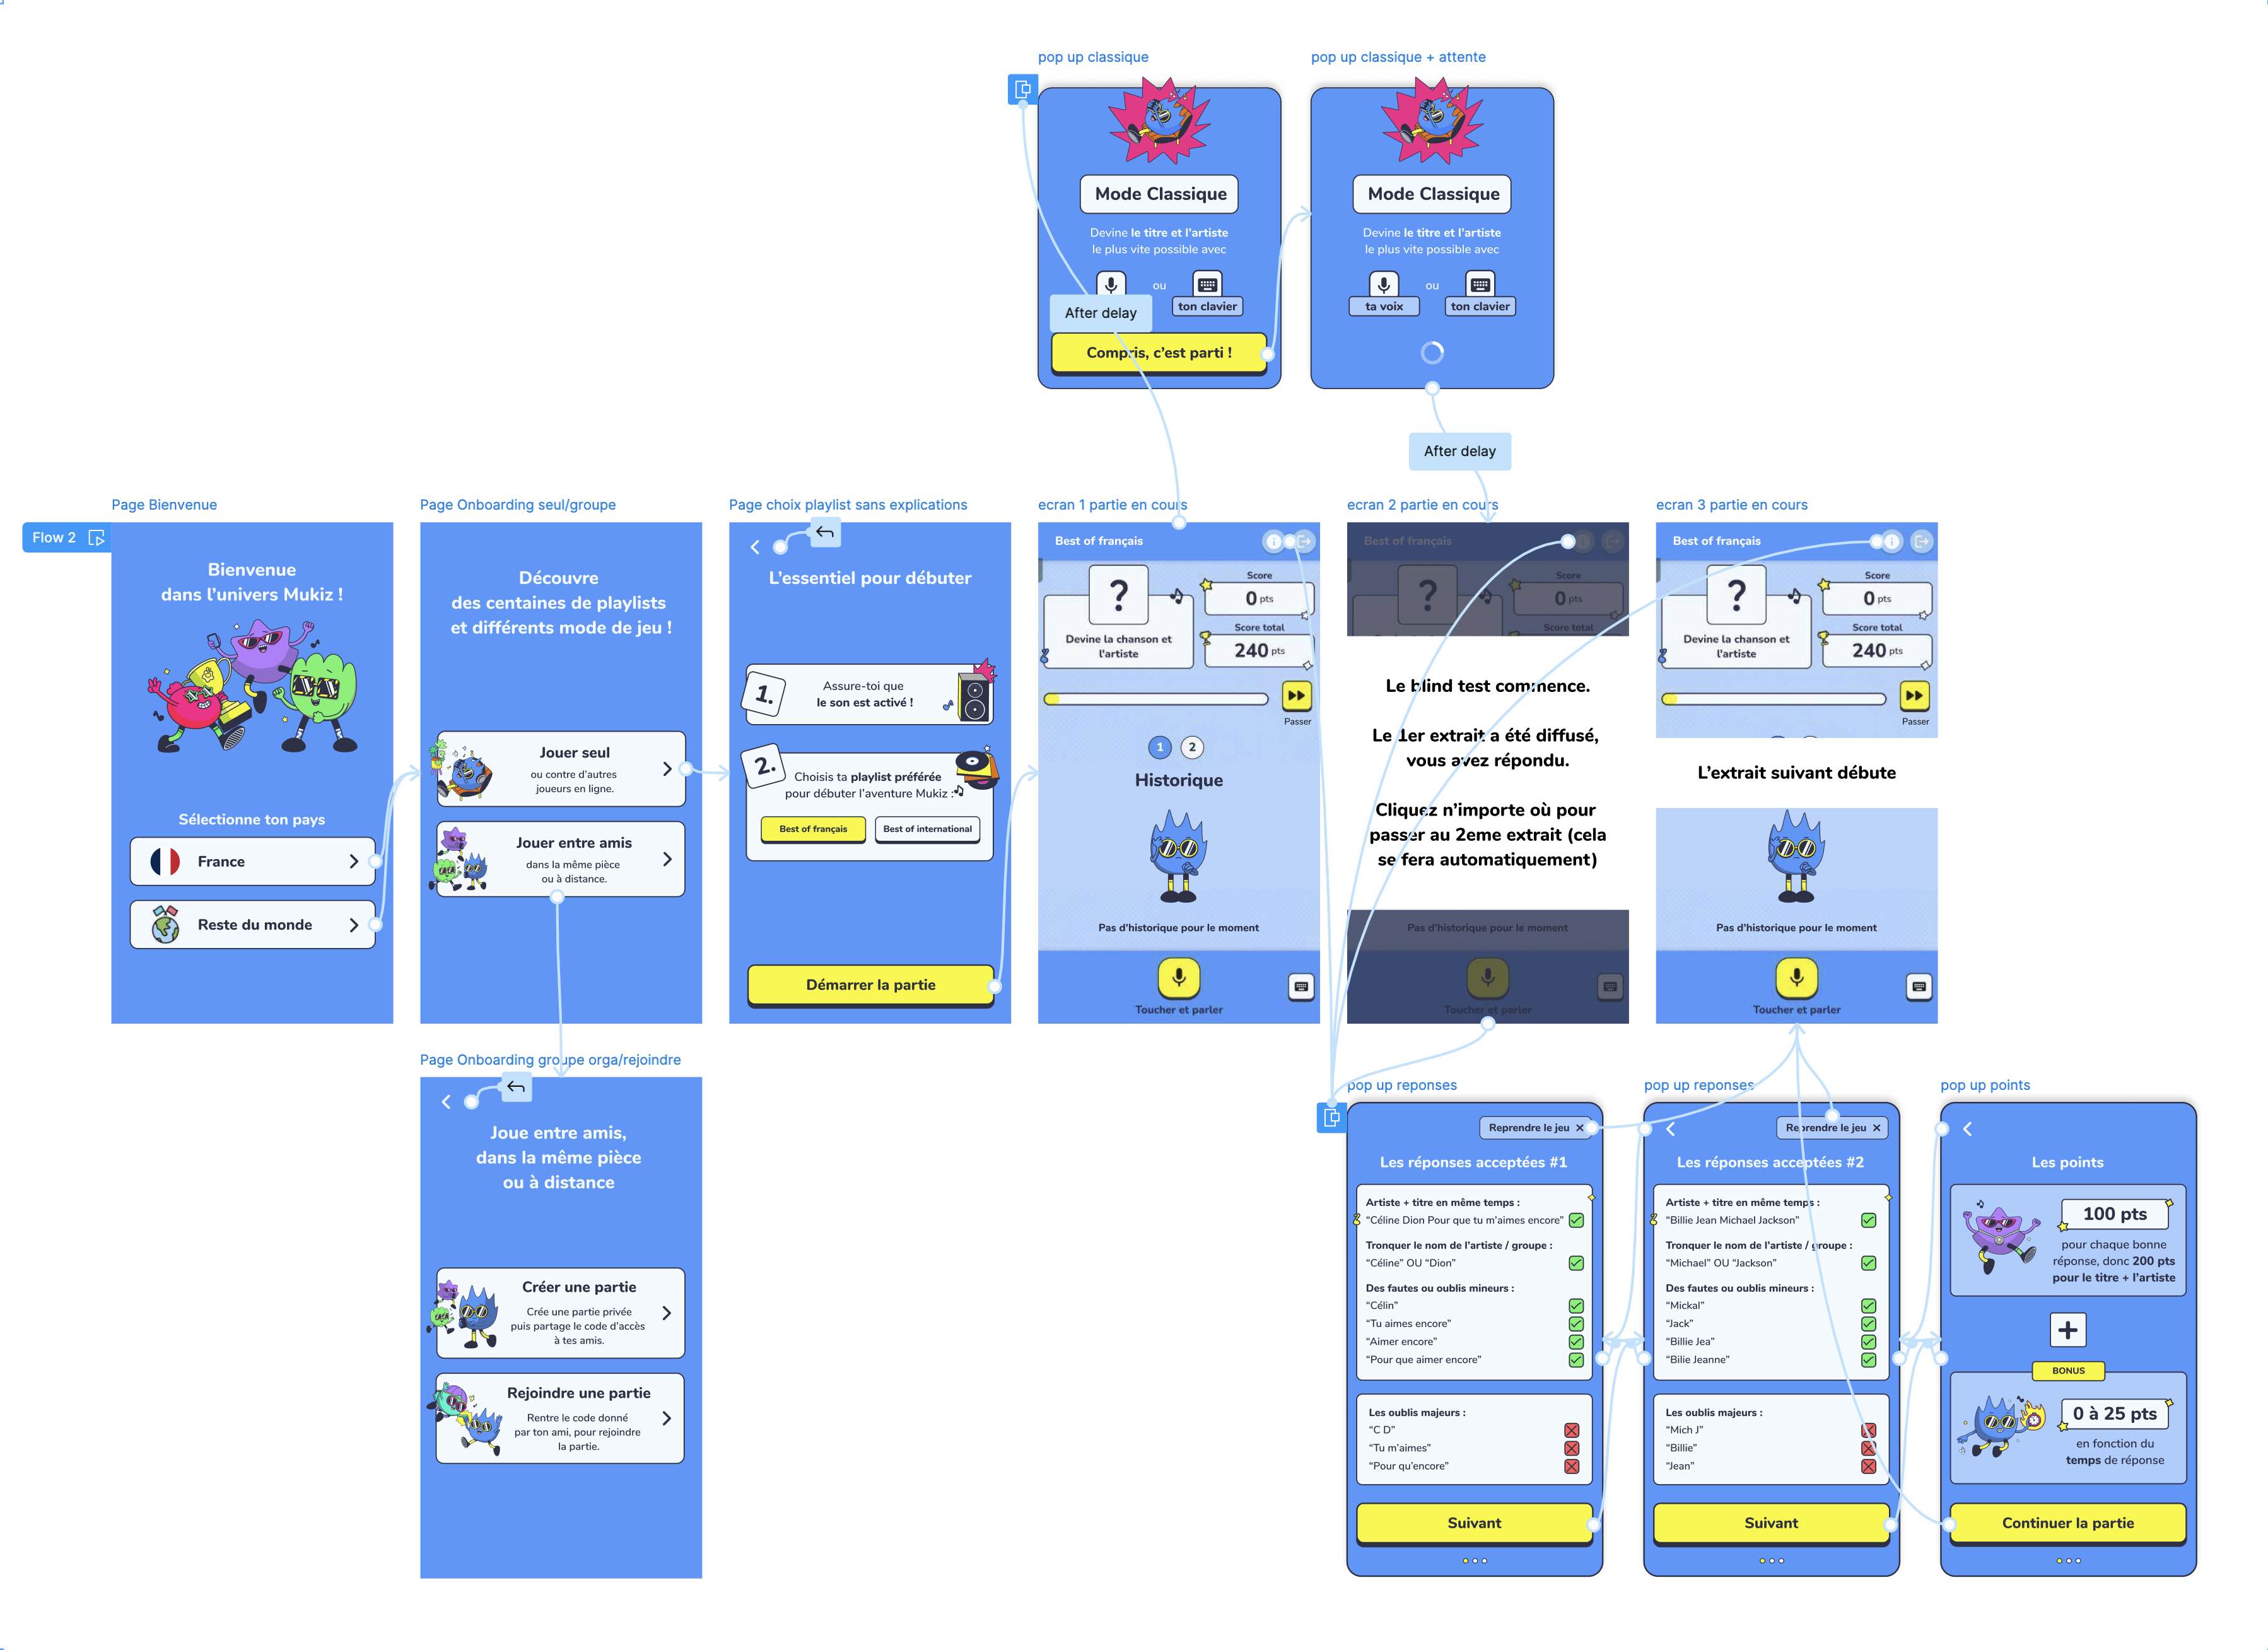 pop up classique
Mode Classique
Devine le titre et l'artiste
le plus vite possible avec
ou
ton clavier
After delay
Compris, c'est parti !
pop up classique + attente
Mode Classique
Devine le titre et l'artiste
le plus vite possible avec
ou
ta voix
ton clavier
After delay
Flow 2
Page Bienvenue
Bienvenue
dans l'univers Mukiz !
Sélectionne ton pays
France
Reste du monde
Page Onboarding seul/groupe
Découvre
des centaines de playlists
et différents mode de jeu !
Jouer seul
ou contre d'autres
joueurs en ligne.
Jouer entre amis
dans la même pièce
ou à distance.
Page choix playlist sans explications
L'essentiel pour débuter
1.
Assure-toi que
le son est activé !
2.
Choisis ta playlist préférée
pour débuter l'aventure Mukiz :
Best of français
Best of international
Démarrer la partie
ecran 1 partie en cours
Best of français
?
Devine la chanson et
l'artiste
Score
0 pts
Score total
240 pts
Passer
1
2
Historique
Pas d'historique pour le moment
Toucher et parler
ecran 2 partie en cours
Best of français
?
Score
0 pts
Score total
Le blind test commence.
Le 1er extrait a été diffusé,
vous avez répondu.
Cliquez n'importe où pour
passer au 2eme extrait (cela
se fera automatiquement)
Pas d'historique pour le moment
Toucher et parler
ecran 3 partie en cours
Best of français
?
Devine la chanson et
l'artiste
Score
0 pts
Score total
240 pts
Passer
L'extrait suivant débute
Pas d'historique pour le moment
Toucher et parler
Page Onboarding groupe orga/rejoindre
Joue entre amis,
dans la même pièce
ou à distance
Créer une partie
Crée une partie privée
puis partage le code d'accès
à tes amis.
Rejoindre une partie
Rentre le code donné
par ton ami, pour rejoindre
la partie.
pop up reponses
Reprendre le jeu
Les réponses acceptées #1
Artiste + titre en même temps :
“Céline Dion Pour que tu m'aimes encore”
Tronquer le nom de l'artiste / groupe :
“Céline” OU “Dion”
Des fautes ou oublis mineurs :
“Célin”
“Tu aimes encore”
“Aimer encore”
“Pour que aimer encore”
Les oublis majeurs :
“C D”
“Tu m'aimes”
“Pour qu'encore”
Suivant
pop up reponses
Reprendre le jeu
Les réponses acceptées #2
Artiste + titre en même temps :
“Billie Jean Michael Jackson”
Tronquer le nom de l'artiste / groupe :
“Michael” OU “Jackson”
Des fautes ou oublis mineurs :
“Mickal”
“Jack”
“Billie Jea”
“Bilie Jeanne”
Les oublis majeurs :
“Mich J”
“Billie”
“Jean”
Suivant
pop up points
Les points
100 pts
pour chaque bonne
réponse, donc 200 pts
pour le titre + l'artiste
BONUS
0 à 25 pts
en fonction du
temps de réponse
Continuer la partie